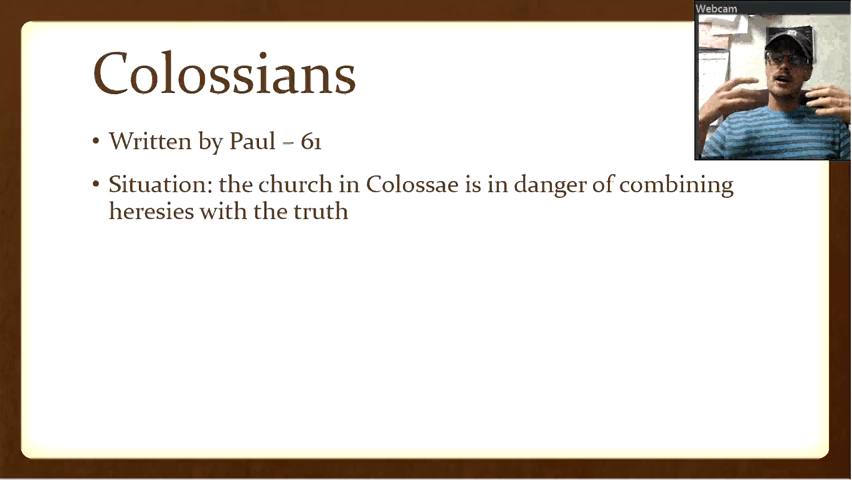 Webcam
Colossians
• Written by Paul – 61
• Situation: the church in Colossae is in danger of combining
heresies with the truth